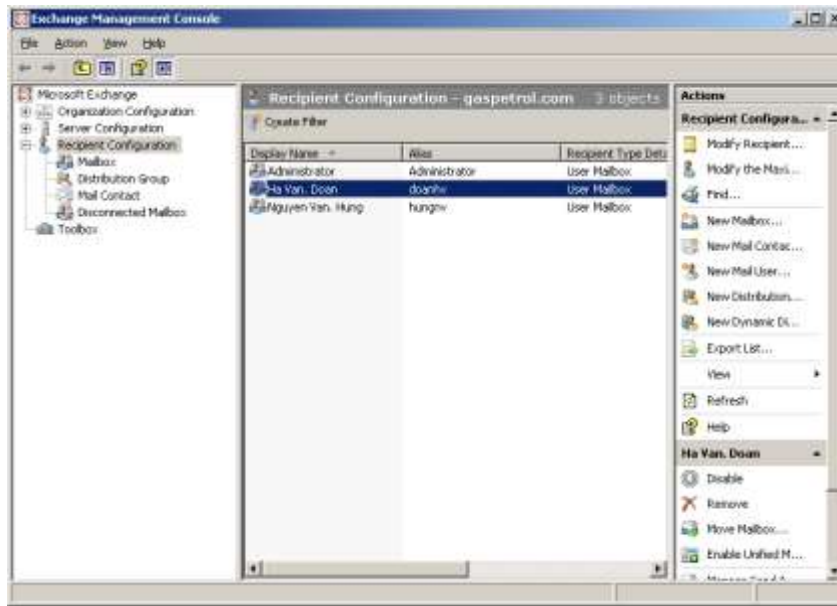 Exchange Management Console
File Action View Help
Microsoft Exchange
Organization Configuration
Server Configuration
Recipient Configuration
Mailbox
Distribution Group
Mail Contact
Disconnected Mailbox
Toolbox
Recipient Configuration - gaspetrol.com 3 objects
Create Filter
Display Name Alias Recipient Type Deta
Administrator Administrator User Mailbox
Ha Van. Doan doanhv User Mailbox
Nguyen Van. Hung hungnv User Mailbox
Actions
Recipient Configura...
Modify Recipient...
Modify the Maxi...
Find...
New Mailbox...
New Mail Contac...
New Mail User...
New Distribution...
New Dynamic Di...
Export List...
View
Refresh
Help
Ha Van. Doan
Disable
Remove
Move Mailbox...
Enable Unified M...